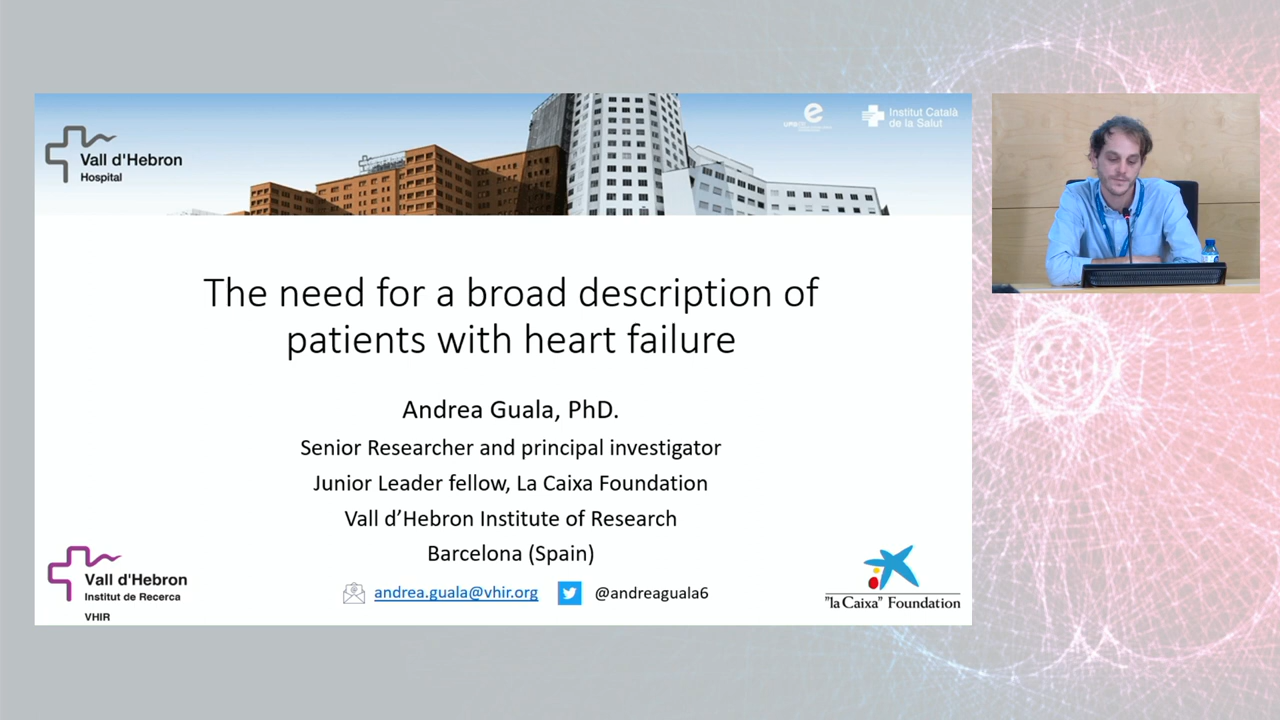 Vall d'Hebron
Hospital
Institut Català
de la Salut
The need for a broad description of
patients with heart failure
Andrea Guala, PhD.
Senior Researcher and principal investigator
Junior Leader fellow, La Caixa Foundation
Vall d’Hebron Institute of Research
Barcelona (Spain)
andrea.guala@vhir.org
@andreaguala6
Vall d'Hebron
Institut de Recerca
VHIR
"la Caixa" Foundation